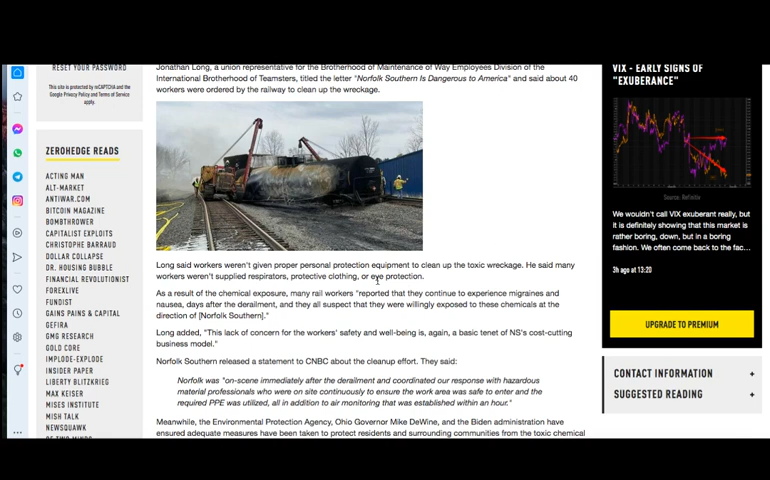 RESET YOUR PASSWORD
This site is protected by reCAPTCHA and the
Google Privacy Policy and Terms of Service
apply.
ZEROHEDGE READS
ACTING MAN
ALT-MARKET
ANTIWAR.COM
BITCOIN MAGAZINE
BOMBTHROWER
CAPITALIST EXPLOITS
CHRISTOPHE BARRAUD
DOLLAR COLLAPSE
DR. HOUSING BUBBLE
FINANCIAL REVOLUTIONIST
FOREXLIVE
FUNDIST
GAINS PAINS & CAPITAL
GEFIRA
GMG RESEARCH
GOLD CORE
IMPLODE-EXPLODE
INSIDER PAPER
LIBERTY BLITZKRIEG
MAX KEISER
MISES INSTITUTE
MISH TALK
NEWSQUAWK
OF TWO MINDS
Jonathan Long, a union representative for the Brotherhood of Maintenance of Way Employees Division of the
International Brotherhood of Teamsters, titled the letter "Norfolk Southern Is Dangerous to America" and said about 40
workers were ordered by the railway to clean up the wreckage.
Long said workers weren't given proper personal protection equipment to clean up the toxic wreckage. He said many
workers weren't supplied respirators, protective clothing, or eye protection.
As a result of the chemical exposure, many rail workers "reported that they continue to experience migraines and
nausea, days after the derailment, and they all suspect that they were willingly exposed to these chemicals at the
direction of [Norfolk Southern]."
Long added, "This lack of concern for the workers' safety and well-being is, again, a basic tenet of NS's cost-cutting
business model."
Norfolk Southern released a statement to CNBC about the cleanup effort. They said:
Norfolk was "on-scene immediately after the derailment and coordinated our response with hazardous
material professionals who were on site continuously to ensure the work area was safe to enter and the
required PPE was utilized, all in addition to air monitoring that was established within an hour."
Meanwhile, the Environmental Protection Agency, Ohio Governor Mike DeWine, and the Biden administration have
ensured adequate measures have been taken to protect residents and surrounding communities from the toxic chemical
VIX - EARLY SIGNS OF
"EXUBERANCE"
Source: Refinitiv
We wouldn't call VIX exuberant really, but
it is definitely showing that this market is
rather boring, down, but in a boring
fashion. We often come back to the fac...
3h ago at 13:20
UPGRADE TO PREMIUM
CONTACT INFORMATION +
SUGGESTED READING +